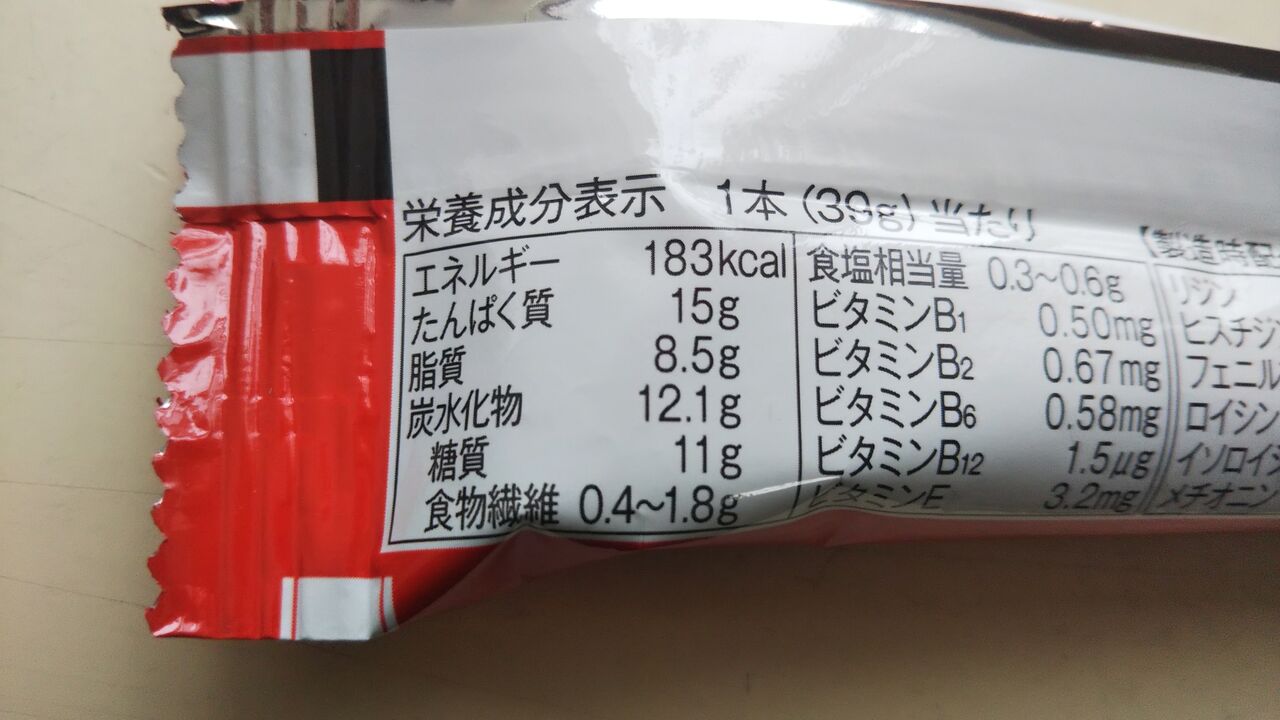 栄養成分表示 1本(39g)当たり
エネルギー 183kcal
たんぱく質 15g
脂質 8.5g
炭水化物 12.1g
糖質 11g
食物繊維 0.4~1.8g
食塩相当量 0.3~0.6g
ビタミンB1 0.50mg
ビタミンB2 0.67mg
ビタミンB6 0.58mg
ビタミンB12 1.5μg
ビタミンE 3.2mg
【製造時配
リジン
ヒスチジ
フェニル
ロイシン
イソロイシ
メチオニン